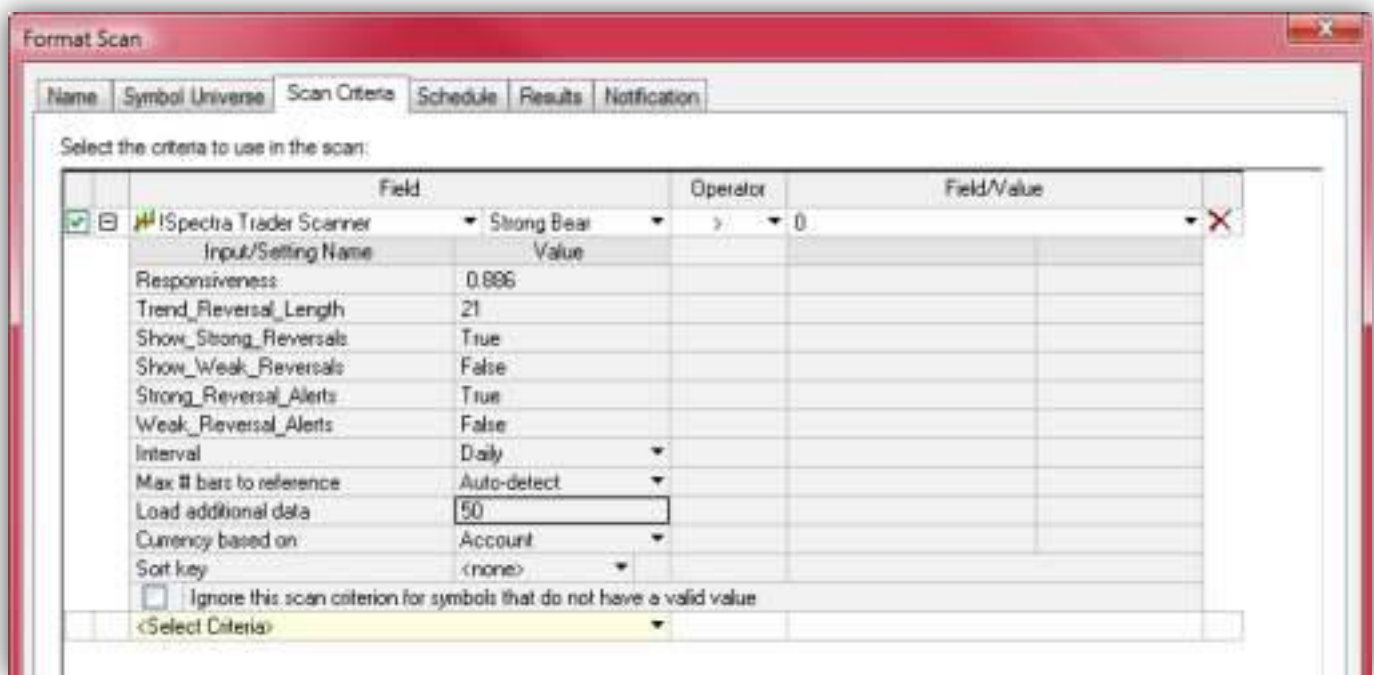 Format Scan
X
Name Symbol Universe Scan Criteria Schedule Results Notification
Select the criteria to use in the scan:
Field Operator Field/Value
!Spectra Trader Scanner Strong Bear > 0
Input/Setting Name Value
Responsiveness 0.886
Trend_Reversal_Length 21
Show_Strong_Reversals True
Show_Weak_Reversals False
Strong_Reversal_Alerts True
Weak_Reversal_Alerts False
Interval Daily
Max # bars to reference Auto-detect
Load additional data 50
Currency based on Account
Sort key <none>
Ignore this scan criterion for symbols that do not have a valid value
<Select Criteria>